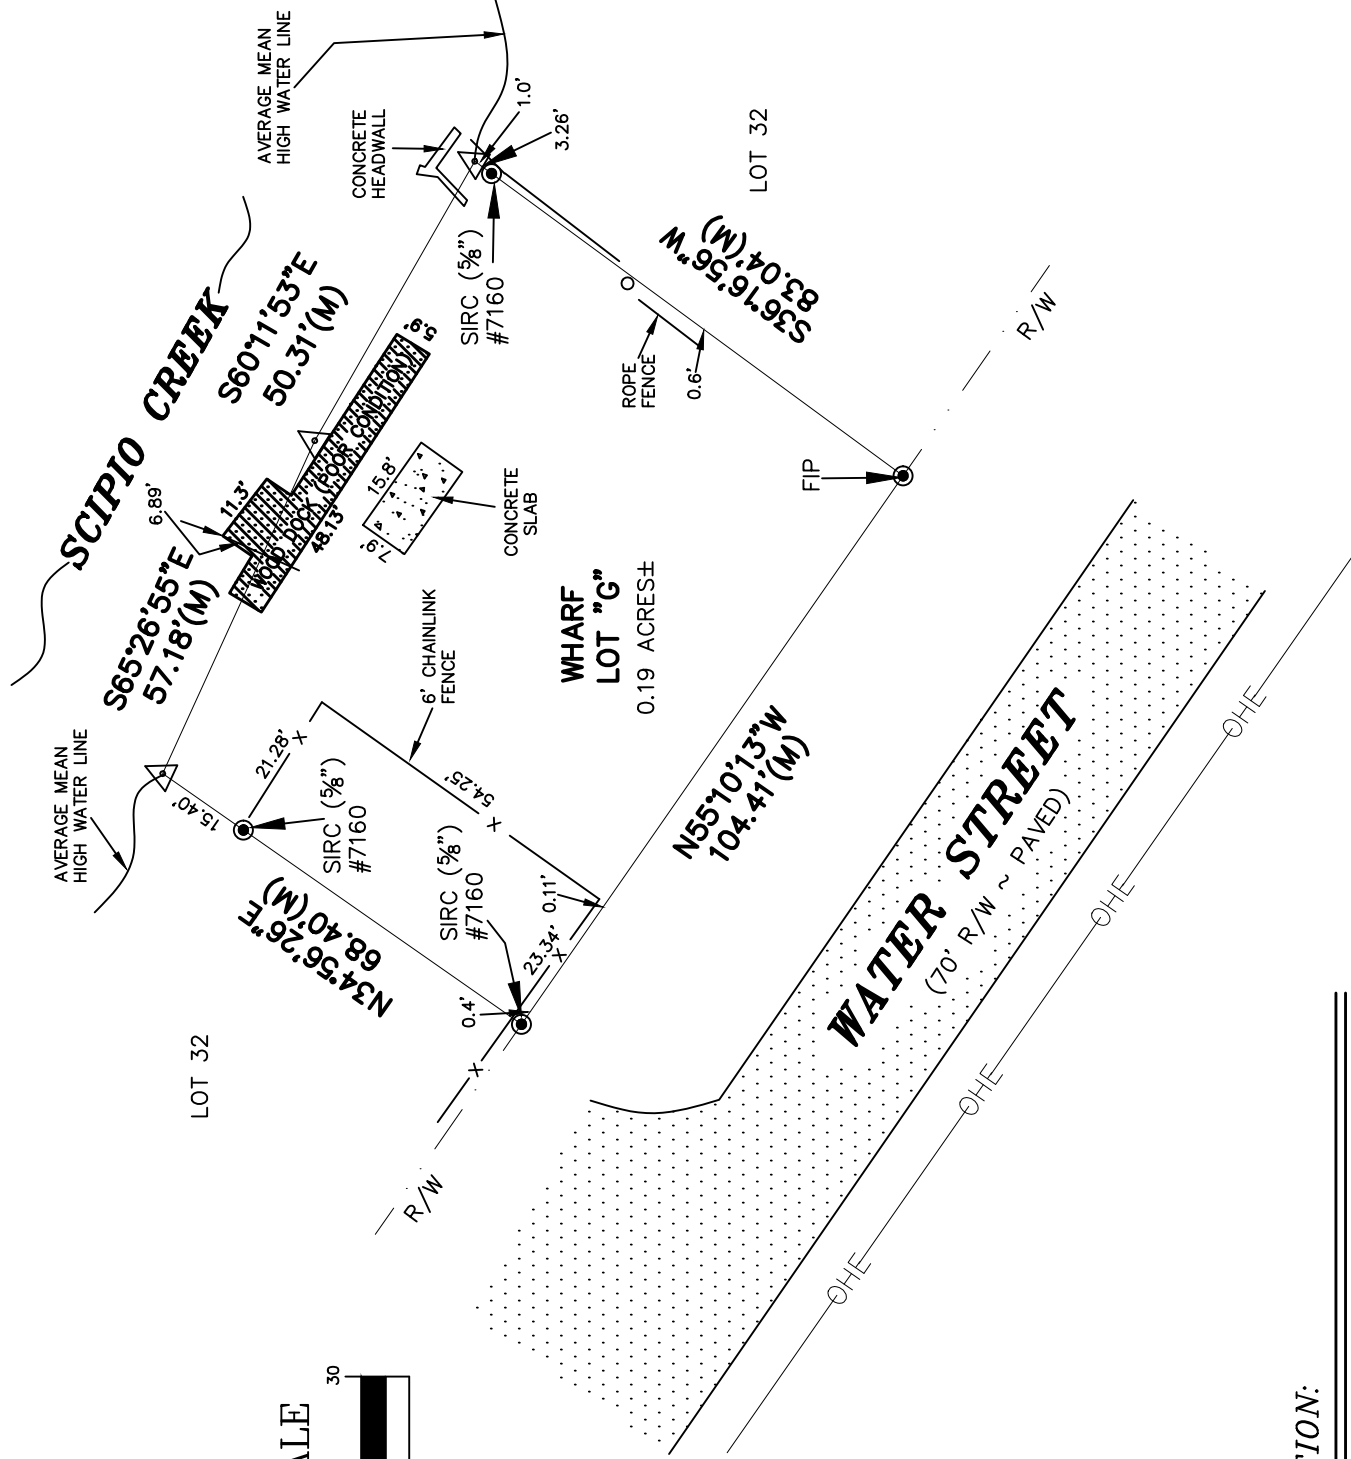 AVERAGE MEAN
HIGH WATER LINE
SCIPIO CREEK
CONCRETE
HEADWALL
1.0'
3.26'
LOT 32
S60°11'53"E
50.31'(M)
SIRC (⅝")
#7160
S36°16'56"W
83.04'(M)
R/W
5.9'
ROPE
FENCE
0.6'
WOOD DOCK (POOR CONDITION)
6.89'
11.3'
48.13'
15.8'
7.9'
CONCRETE
SLAB
FIP
S65°26'55"E
57.18'(M)
WHARF
LOT "G"
0.19 ACRES±
6' CHAINLINK
FENCE
AVERAGE MEAN
HIGH WATER LINE
15.40'
21.28'
X
54.25'
X
SIRC (⅝")
#7160
SIRC (⅝")
#7160
N34°56'26"E
68.40'(M)
0.11'
23.34'
X
0.4'
X
N55°10'13"W
104.41'(M)
LOT 32
R/W
WATER STREET
(70' R/W ~ PAVED)
OHE
OHE
OHE
OHE
30
ALE
TION: